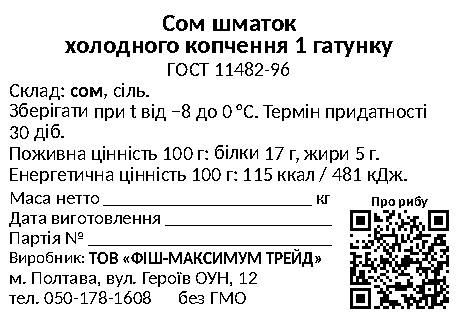 Сом шматок
холодного копчення 1 гатунку
ГОСТ 11482-96
Склад: сом, сіль.
Зберігати при t від −8 до 0 °С. Термін придатності
30 діб.
Поживна цінність 100 г: білки 17 г, жири 5 г.
Енергетична цінність 100 г: 115 ккал / 481 кДж.
Маса нетто ______________________ кг
Дата виготовлення __________________
Партія № __________________________
Виробник: ТОВ «ФІШ-МАКСИМУМ ТРЕЙД»
м. Полтава, вул. Героїв ОУН, 12
тел. 050-178-1608 без ГМО
Про рибу